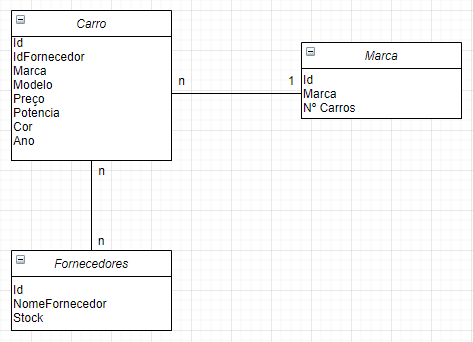 Carro
Id
IdFornecedor
Marca
Modelo
Preço
Potencia
Cor
Ano
n
1
Marca
Id
Marca
Nº Carros
n
n
Fornecedores
Id
NomeFornecedor
Stock